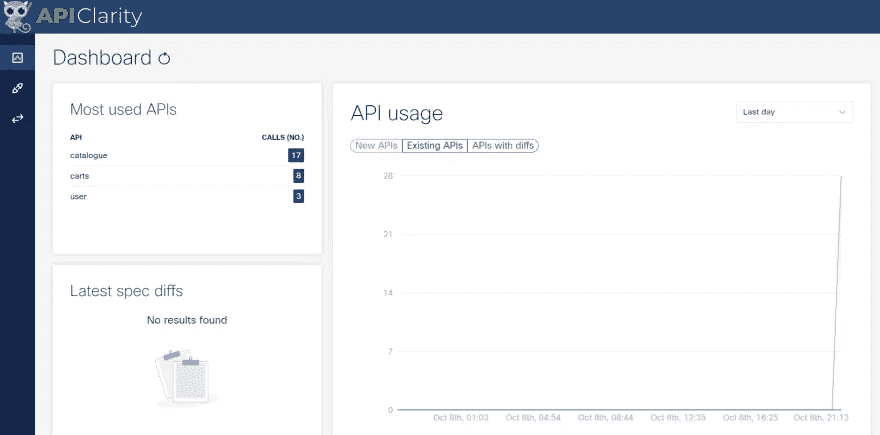 APIClarity
Dashboard
Most used APIs
API CALLS (NO.)
catalogue 17
carts 8
user 3
Latest spec diffs
No results found
API usage
Last day
New APIs Existing APIs APIs with diffs
28
21
14
7
0
Oct 8th, 01:03 Oct 8th, 04:54 Oct 8th, 08:44 Oct 8th, 12:35 Oct 8th, 16:25 Oct 8th, 21:13